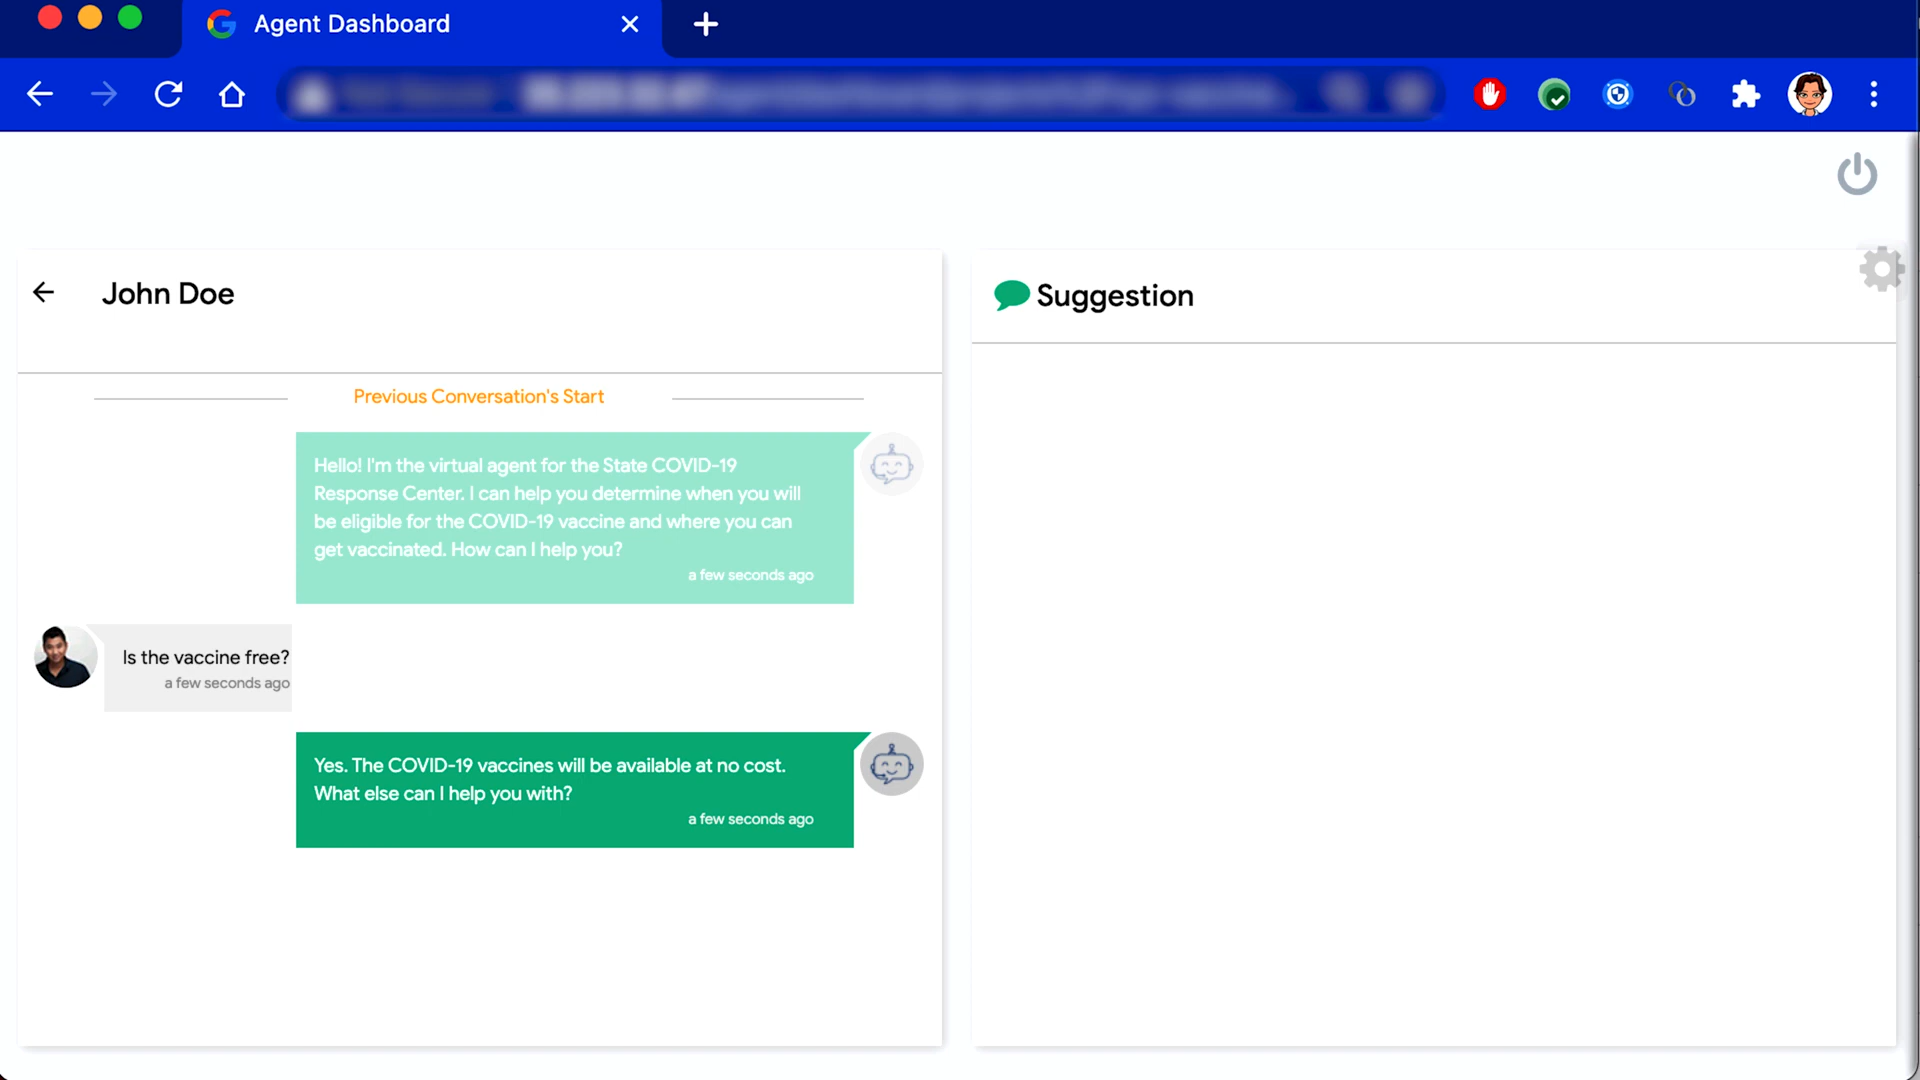 Agent Dashboard
John Doe
Suggestion
Previous Conversation's Start
Hello! I'm the virtual agent for the State COVID-19
Response Center. I can help you determine when you will
be eligible for the COVID-19 vaccine and where you can
get vaccinated. How can I help you?
a few seconds ago
Is the vaccine free?
a few seconds ago
Yes. The COVID-19 vaccines will be available at no cost.
What else can I help you with?
a few seconds ago